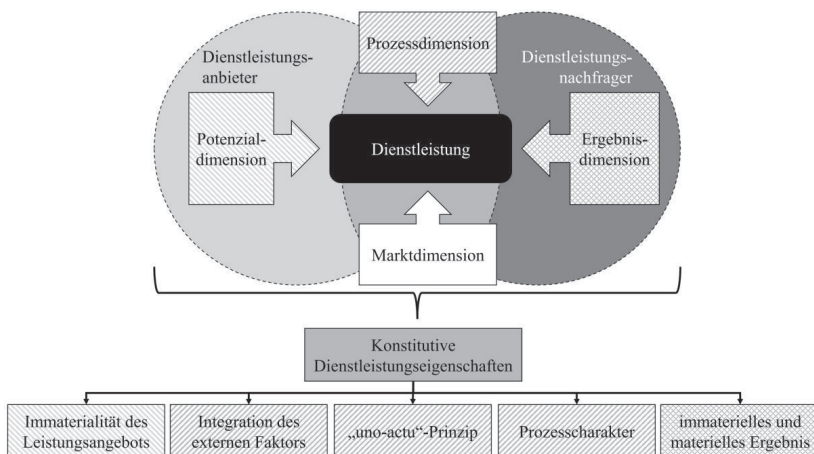 Prozessdimension
Dienstleistungs-
anbieter
Dienstleistungs-
nachfrager
Potenzial-
dimension
Dienstleistung
Ergebnis-
dimension
Marktdimension
Konstitutive
Dienstleistungseigenschaften
Immaterialität des
Leistungsangebots
Integration des
externen Faktors
„uno-actu“-Prinzip
Prozesscharakter
immaterielles und
materielles Ergebnis